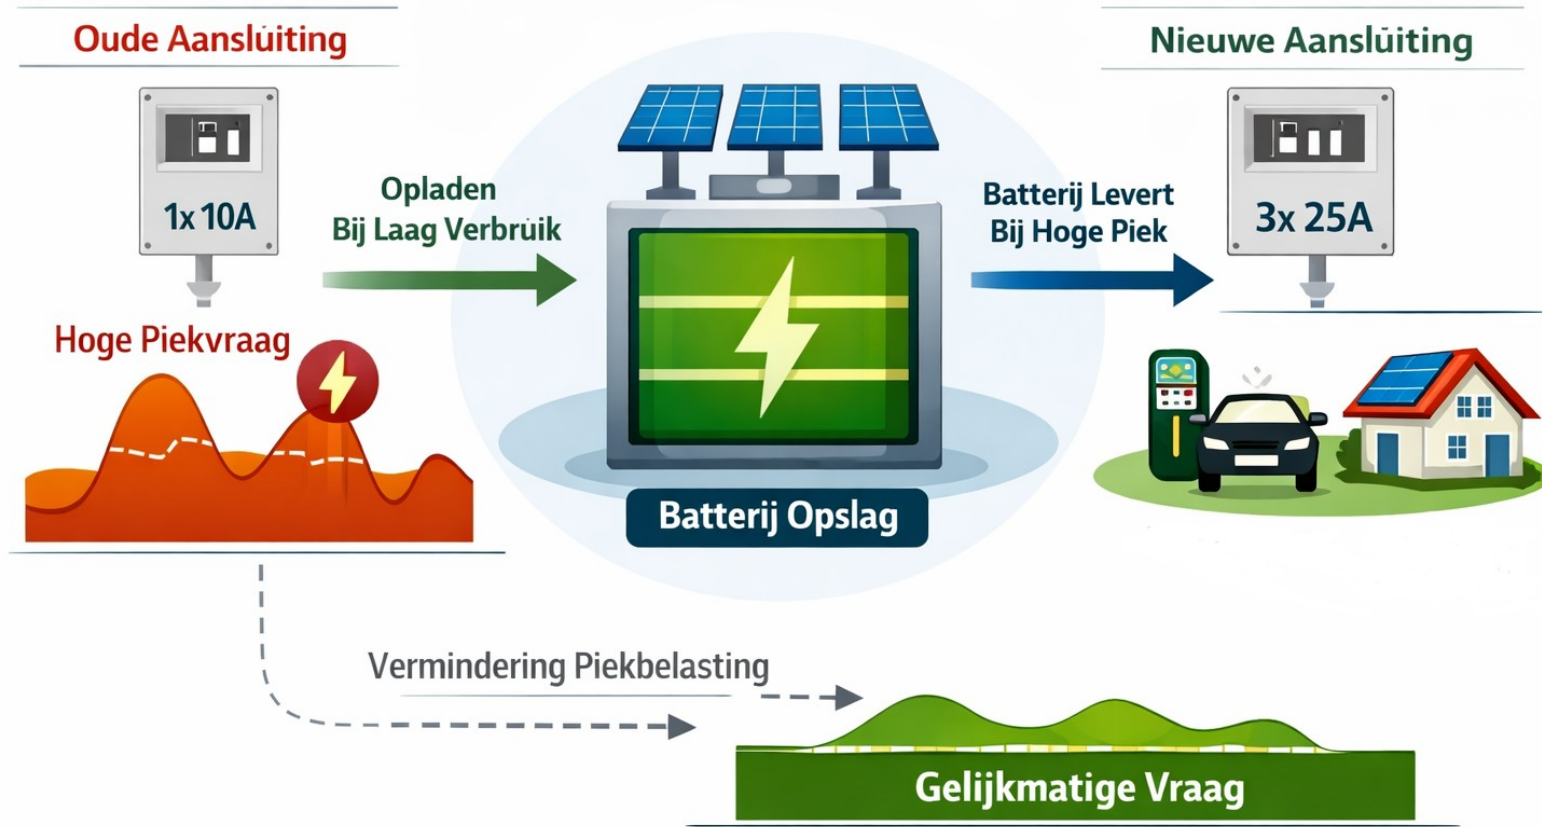 Oude Aansluiting
Nieuwe Aansluiting
1x 10A
Opladen
Bij Laag Verbruik
Batterij Levert
Bij Hoge Piek
3x 25A
Hoge Piekvraag
Batterij Opslag
Vermindering Piekbelasting
Gelijkmatige Vraag